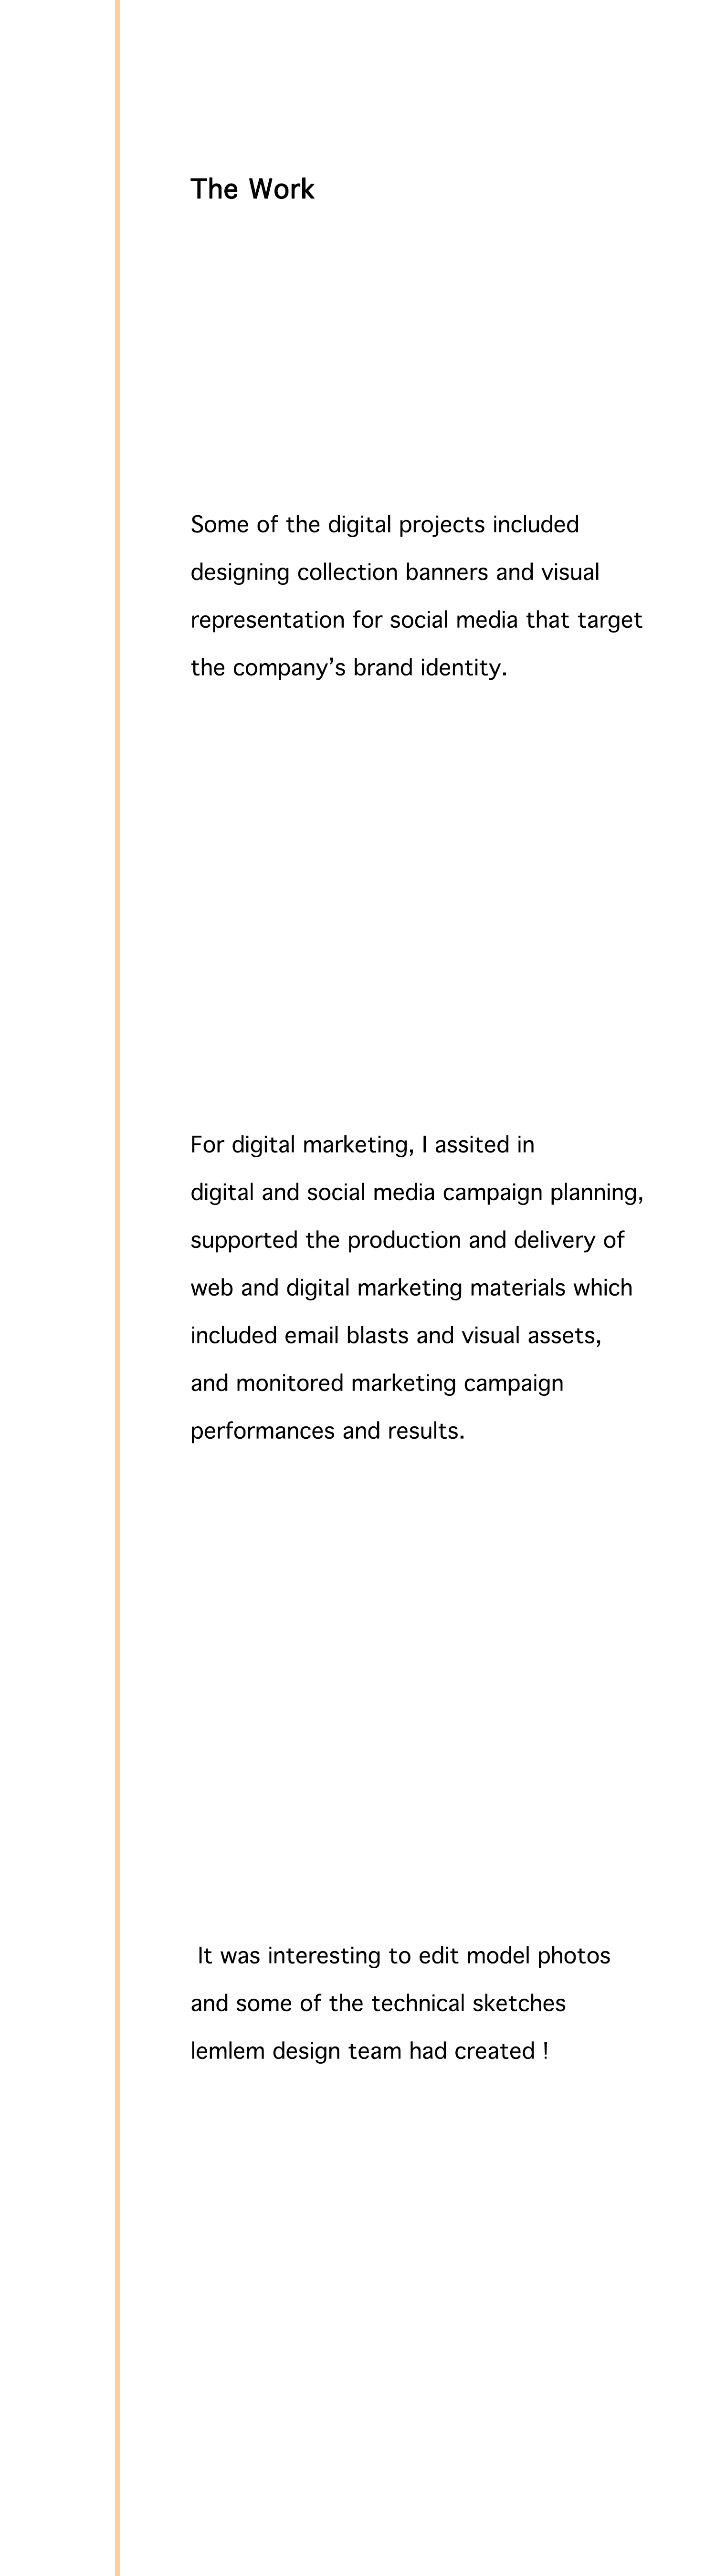 The Work
Some of the digital projects included
designing collection banners and visual
representation for social media that target
the company’s brand identity.
For digital marketing, I assited in
digital and social media campaign planning,
supported the production and delivery of
web and digital marketing materials which
included email blasts and visual assets,
and monitored marketing campaign
performances and results.
It was interesting to edit model photos
and some of the technical sketches
lemlem design team had created !